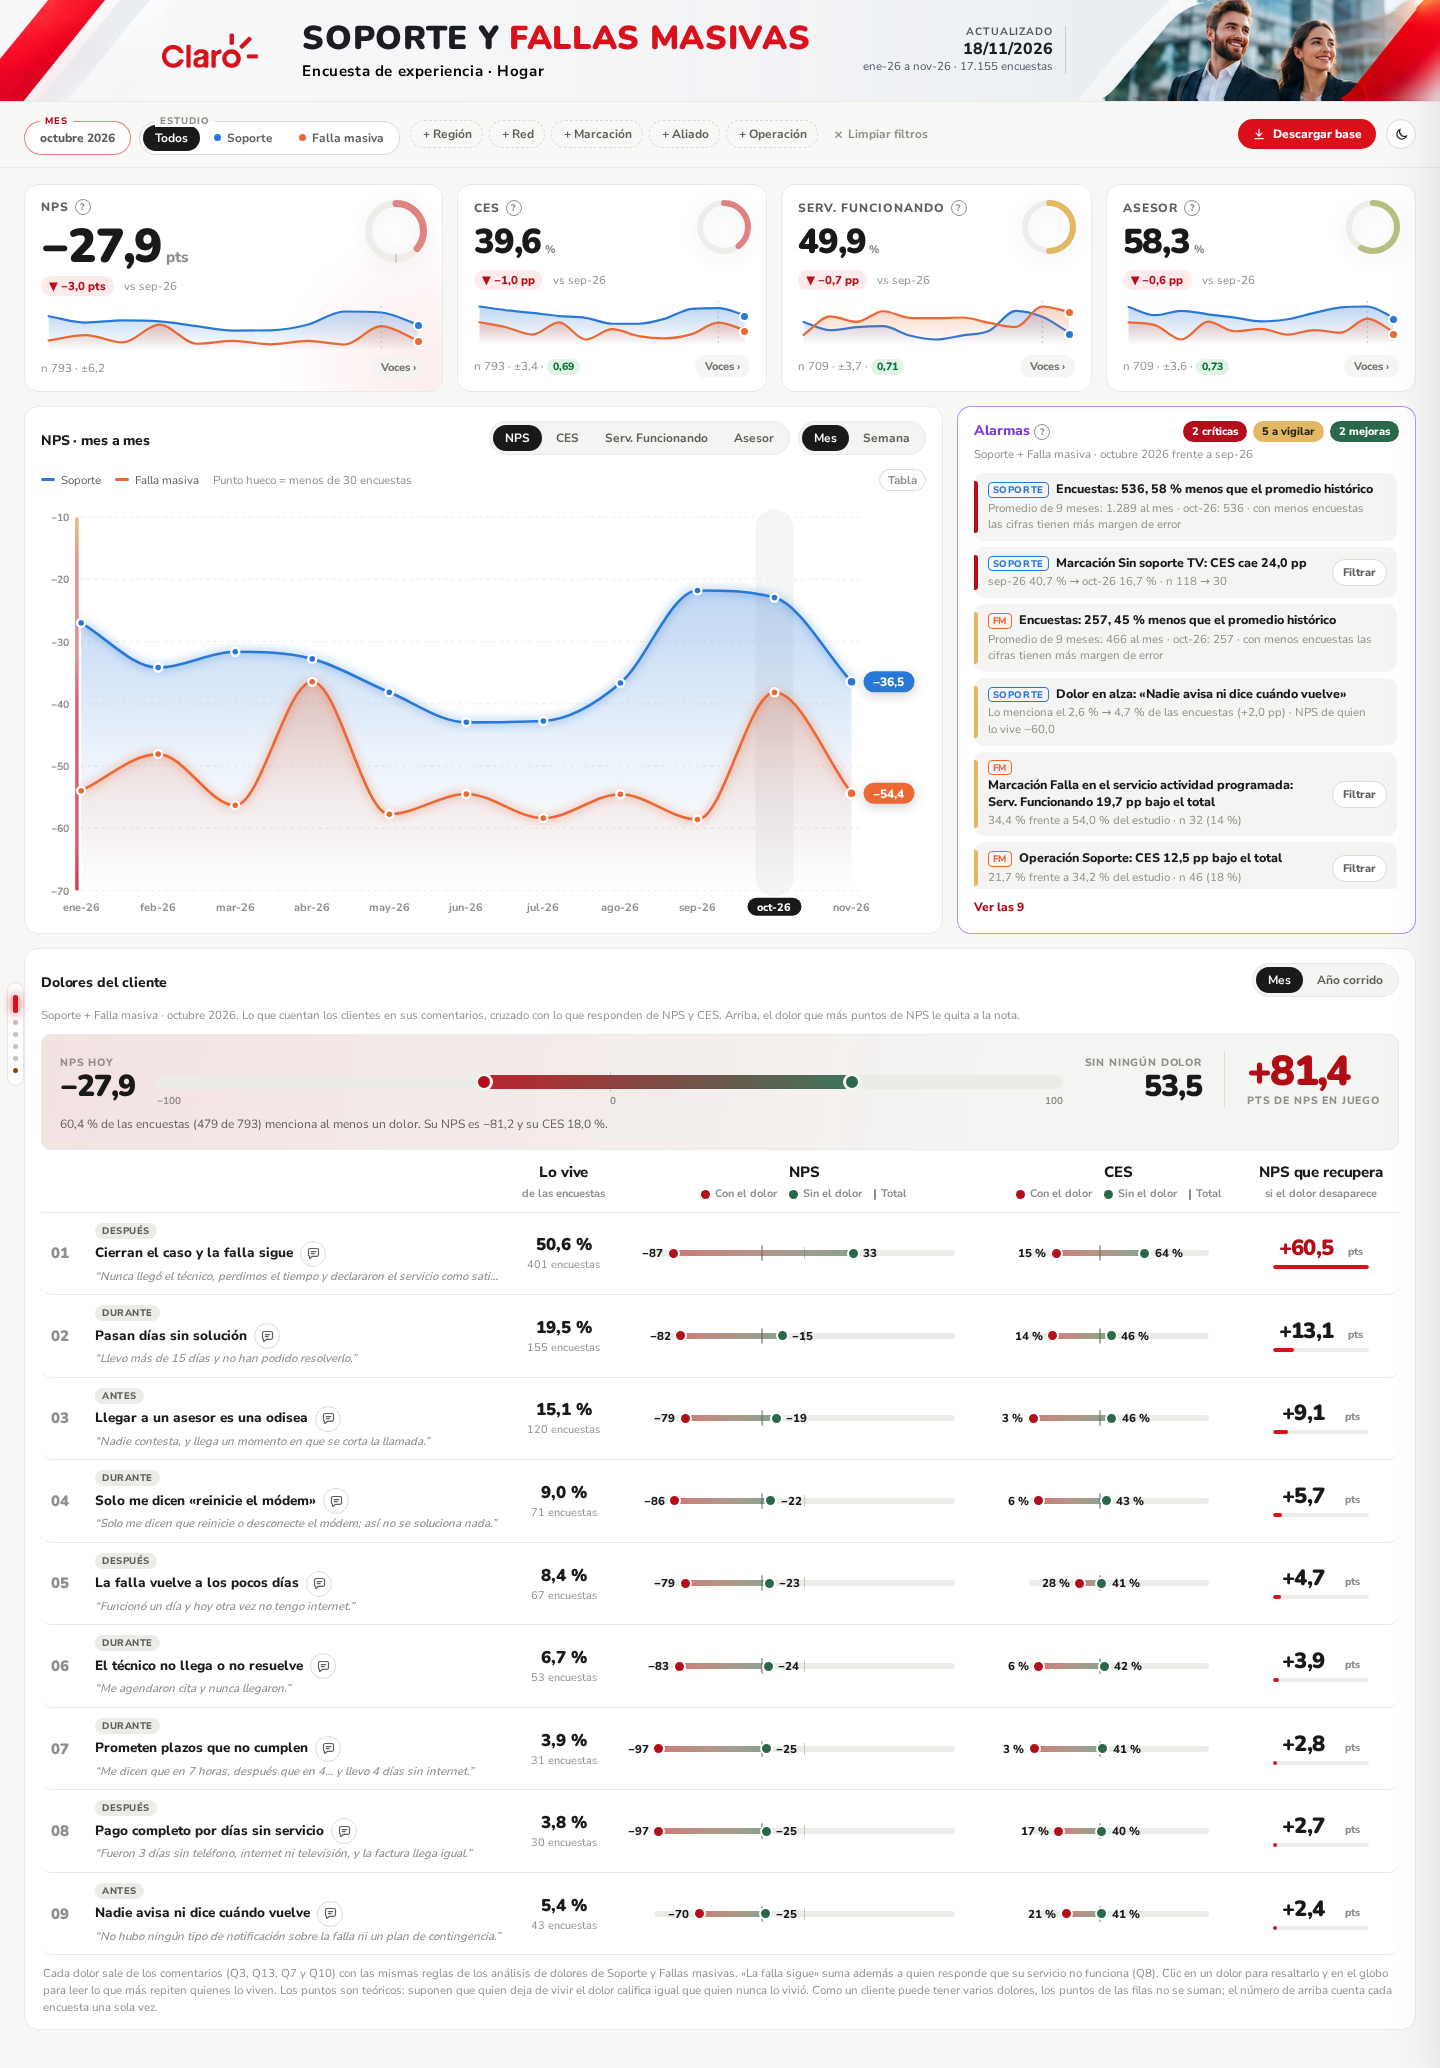 Claro
SOPORTE Y FALLAS MASIVAS
Encuesta de experiencia · Hogar
ACTUALIZADO
18/11/2026
ene-26 a nov-26 · 17.155 encuestas
MES
octubre 2026
ESTUDIO
Todos Soporte Falla masiva
+ Región + Red + Marcación + Aliado + Operación × Limpiar filtros
Descargar base
NPS ?
−27,9 pts
▼ −3,0 pts vs sep-26
n 793 · ±6,2 Voces ›
CES ?
39,6 %
▼ −1,0 pp vs sep-26
n 793 · ±3,4 · 0,69 Voces ›
SERV. FUNCIONANDO ?
49,9 %
▼ −0,7 pp vs sep-26
n 709 · ±3,7 · 0,71 Voces ›
ASESOR ?
58,3 %
▼ −0,6 pp vs sep-26
n 709 · ±3,6 · 0,73 Voces ›
NPS · mes a mes
NPS CES Serv. Funcionando Asesor Mes Semana
Soporte Falla masiva Punto hueco = menos de 30 encuestas Tabla
−10
−20
−30
−40
−50
−60
−70
−36,5
−54,4
ene-26 feb-26 mar-26 abr-26 may-26 jun-26 jul-26 ago-26 sep-26 oct-26 nov-26
Alarmas ? 2 críticas 5 a vigilar 2 mejoras
Soporte + Falla masiva · octubre 2026 frente a sep-26
SOPORTE Encuestas: 536, 58 % menos que el promedio histórico
Promedio de 9 meses: 1.289 al mes · oct-26: 536 · con menos encuestas
las cifras tienen más margen de error
SOPORTE Marcación Sin soporte TV: CES cae 24,0 pp
sep-26 40,7 % → oct-26 16,7 % · n 118 → 30
Filtrar
FM Encuestas: 257, 45 % menos que el promedio histórico
Promedio de 9 meses: 466 al mes · oct-26: 257 · con menos encuestas las
cifras tienen más margen de error
SOPORTE Dolor en alza: «Nadie avisa ni dice cuándo vuelve»
Lo menciona el 2,6 % → 4,7 % de las encuestas (+2,0 pp) · NPS de quien
lo vive −60,0
FM
Marcación Falla en el servicio actividad programada:
Serv. Funcionando 19,7 pp bajo el total
34,4 % frente a 54,0 % del estudio · n 32 (14 %)
Filtrar
FM Operación Soporte: CES 12,5 pp bajo el total
21,7 % frente a 34,2 % del estudio · n 46 (18 %)
Filtrar
Ver las 9
Dolores del cliente
Mes Año corrido
Soporte + Falla masiva · octubre 2026. Lo que cuentan los clientes en sus comentarios, cruzado con lo que responden de NPS y CES. Arriba, el dolor que más puntos de NPS le quita a la nota.
NPS HOY
−27,9
−100 0 100
SIN NINGÚN DOLOR
53,5
+81,4
PTS DE NPS EN JUEGO
60,4 % de las encuestas (479 de 793) menciona al menos un dolor. Su NPS es −81,2 y su CES 18,0 %.
Lo vive NPS CES NPS que recupera
de las encuestas Con el dolor Sin el dolor Total Con el dolor Sin el dolor Total si el dolor desaparece
DESPUÉS
01 Cierran el caso y la falla sigue
“Nunca llegó el técnico, perdimos el tiempo y declararon el servicio como sati…
50,6 %
401 encuestas
−87 33 15 % 64 % +60,5 pts
DURANTE
02 Pasan días sin solución
“Llevo más de 15 días y no han podido resolverlo.”
19,5 %
155 encuestas
−82 −15 14 % 46 % +13,1 pts
ANTES
03 Llegar a un asesor es una odisea
“Nadie contesta, y llega un momento en que se corta la llamada.”
15,1 %
120 encuestas
−79 −19 3 % 46 % +9,1 pts
DURANTE
04 Solo me dicen «reinicie el módem»
“Solo me dicen que reinicie o desconecte el módem; así no se soluciona nada.”
9,0 %
71 encuestas
−86 −22 6 % 43 % +5,7 pts
DESPUÉS
05 La falla vuelve a los pocos días
“Funcionó un día y hoy otra vez no tengo internet.”
8,4 %
67 encuestas
−79 −23 28 % 41 % +4,7 pts
DURANTE
06 El técnico no llega o no resuelve
“Me agendaron cita y nunca llegaron.”
6,7 %
53 encuestas
−83 −24 6 % 42 % +3,9 pts
DURANTE
07 Prometen plazos que no cumplen
“Me dicen que en 7 horas, después que en 4… y llevo 4 días sin internet.”
3,9 %
31 encuestas
−97 −25 3 % 41 % +2,8 pts
DESPUÉS
08 Pago completo por días sin servicio
“Fueron 3 días sin teléfono, internet ni televisión, y la factura llega igual.”
3,8 %
30 encuestas
−97 −25 17 % 40 % +2,7 pts
ANTES
09 Nadie avisa ni dice cuándo vuelve
“No hubo ningún tipo de notificación sobre la falla ni un plan de contingencia.”
5,4 %
43 encuestas
−70 −25 21 % 41 % +2,4 pts
Cada dolor sale de los comentarios (Q3, Q13, Q7 y Q10) con las mismas reglas de los análisis de dolores de Soporte y Fallas masivas. «La falla sigue» suma además a quien responde que su servicio no funciona (Q8). Clic en un dolor para resaltarlo y en el globo
para leer lo que más repiten quienes lo viven. Los puntos son teóricos: suponen que quien deja de vivir el dolor califica igual que quien nunca lo vivió. Como un cliente puede tener varios dolores, los puntos de las filas no se suman; el número de arriba cuenta cada
encuesta una sola vez.